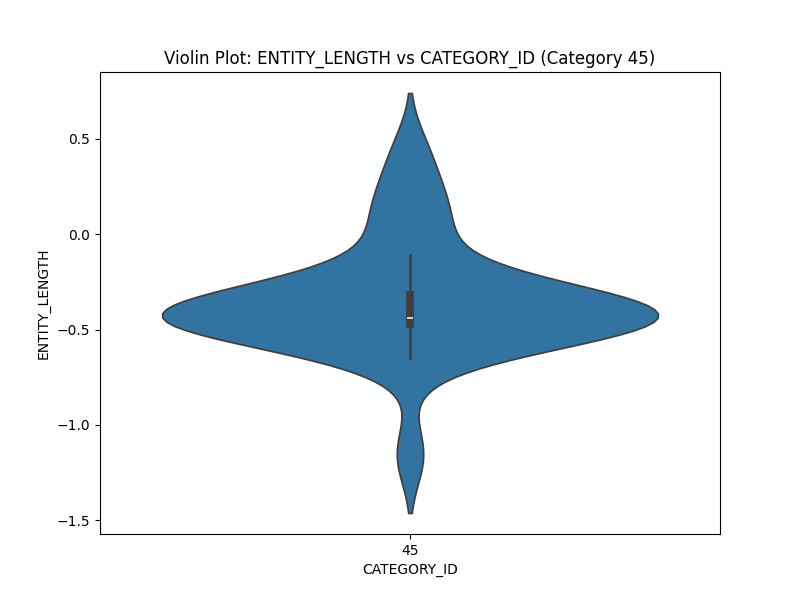 Violin Plot: ENTITY_LENGTH vs CATEGORY_ID (Category 45)
0.5
0.0
−0.5
−1.0
−1.5
ENTITY_LENGTH
45
CATEGORY_ID